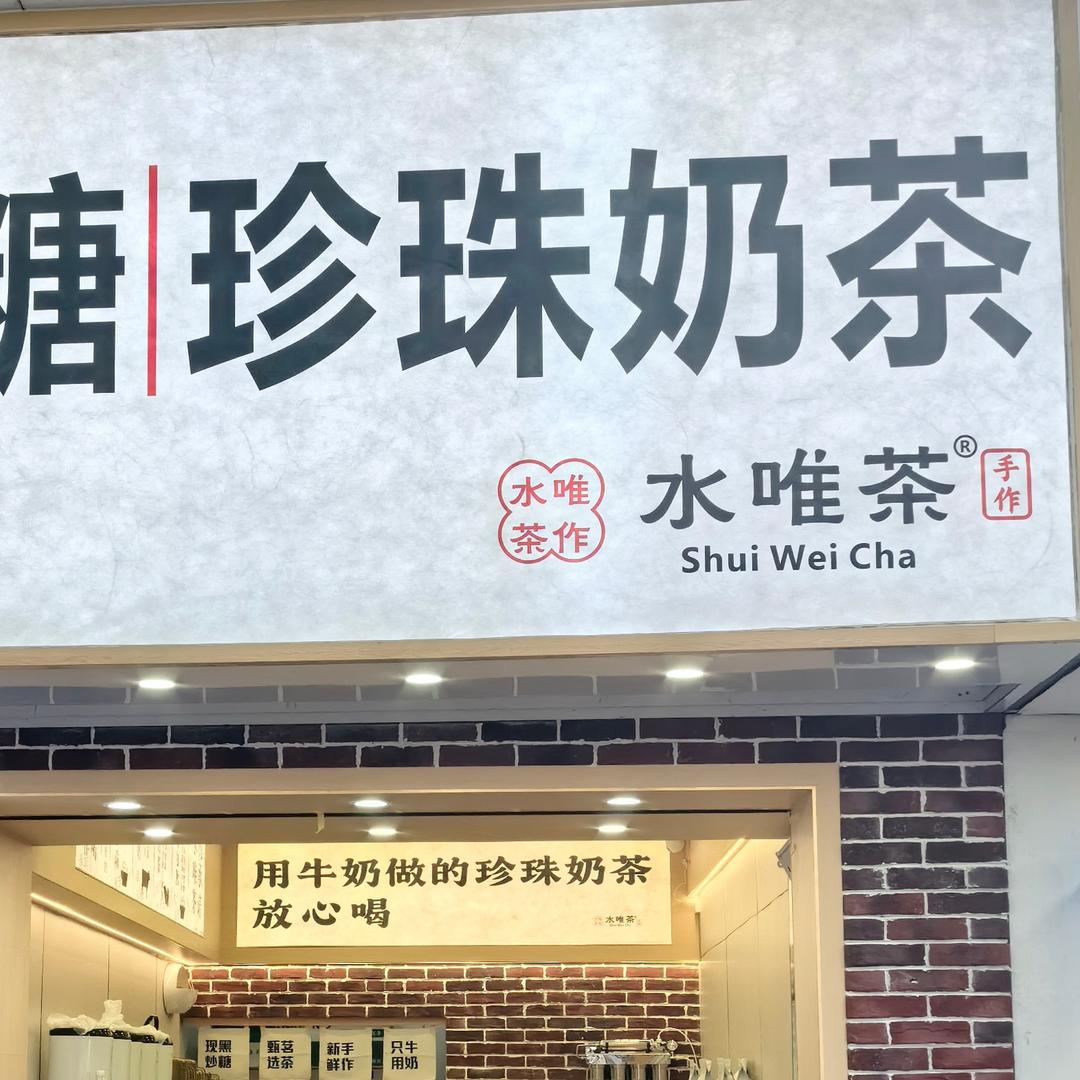 糖|珍珠奶茶
水唯
茶作
水唯茶®
手作
Shui Wei Cha
用牛奶做的珍珠奶茶
放心喝
水唯茶
现黑
炒糖
甄茗
选茶
新手
鲜作
只牛
用奶